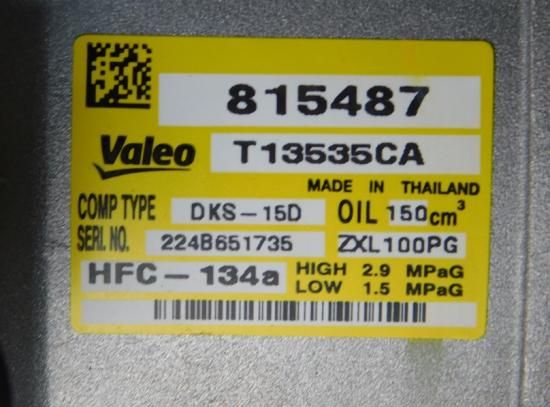 815487
Valeo T13535CA
MADE IN THAILAND
COMP TYPE DKS-15D OIL 150cm³
SERI. NO. 224B651735 ZXL100PG
HFC-134a HIGH 2.9 MPaG
LOW 1.5 MPaG